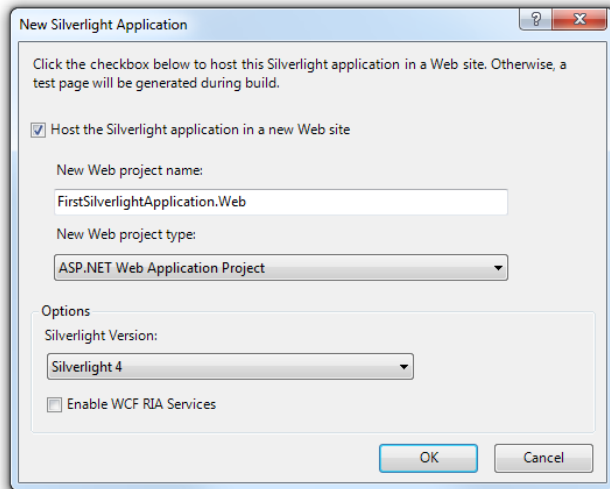 New Silverlight Application
Click the checkbox below to host this Silverlight application in a Web site. Otherwise, a
test page will be generated during build.
Host the Silverlight application in a new Web site
New Web project name:
FirstSilverlightApplication.Web
New Web project type:
ASP.NET Web Application Project
Options
Silverlight Version:
Silverlight 4
Enable WCF RIA Services
OK
Cancel